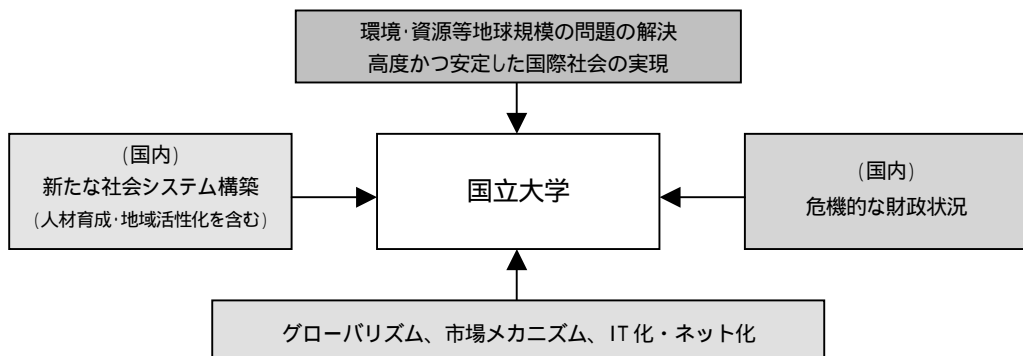 環境・資源等地球規模の問題の解決
高度かつ安定した国際社会の実現
(国内)
新たな社会システム構築
(人材育成・地域活性化を含む)
国立大学
(国内)
危機的な財政状況
グローバリズム、市場メカニズム、IT化・ネット化